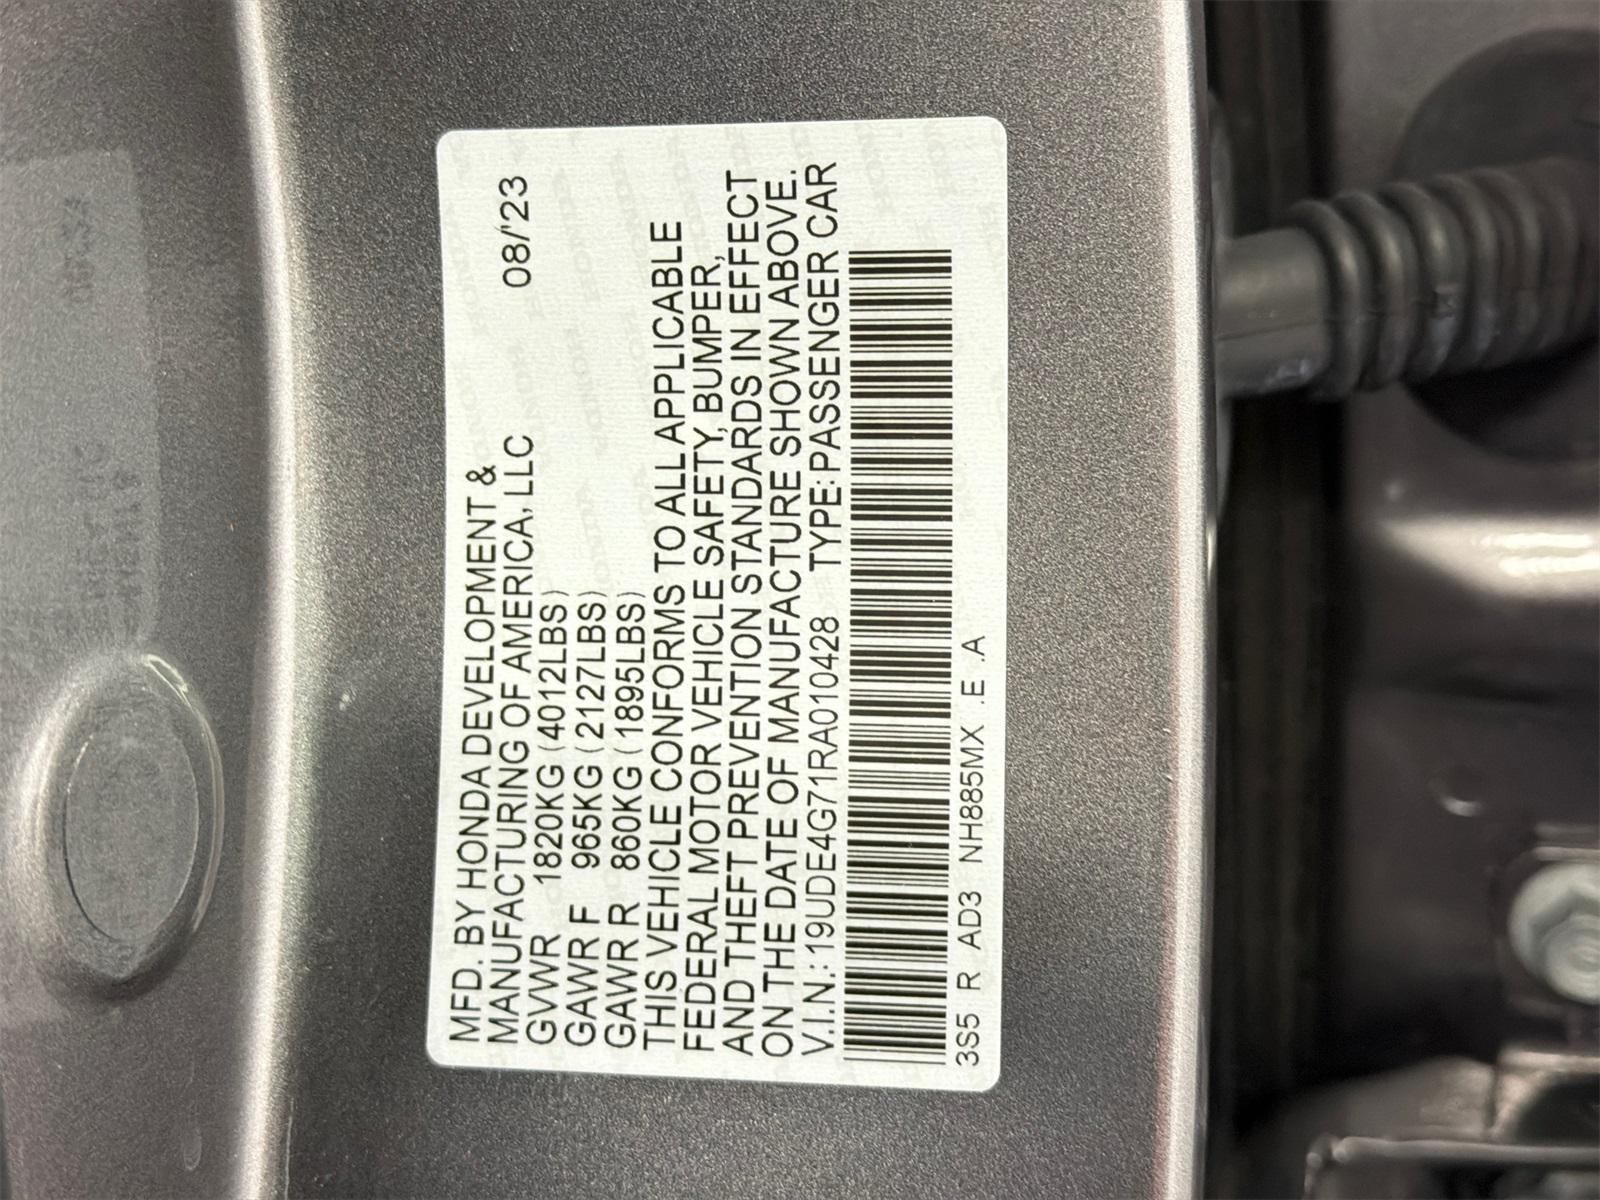 MFD. BY HONDA DEVELOPMENT &
MANUFACTURING OF AMERICA, LLC 08/'23
GVWR 1820KG (4012LBS)
GAWR F 965KG (2127LBS)
GAWR R 860KG (1895LBS)
THIS VEHICLE CONFORMS TO ALL APPLICABLE
FEDERAL MOTOR VEHICLE SAFETY, BUMPER,
AND THEFT PREVENTION STANDARDS IN EFFECT
ON THE DATE OF MANUFACTURE SHOWN ABOVE.
V.I.N.: 19UDE4G71RA010428 TYPE: PASSENGER CAR
3S5 R AD3 NH885MX .E .A